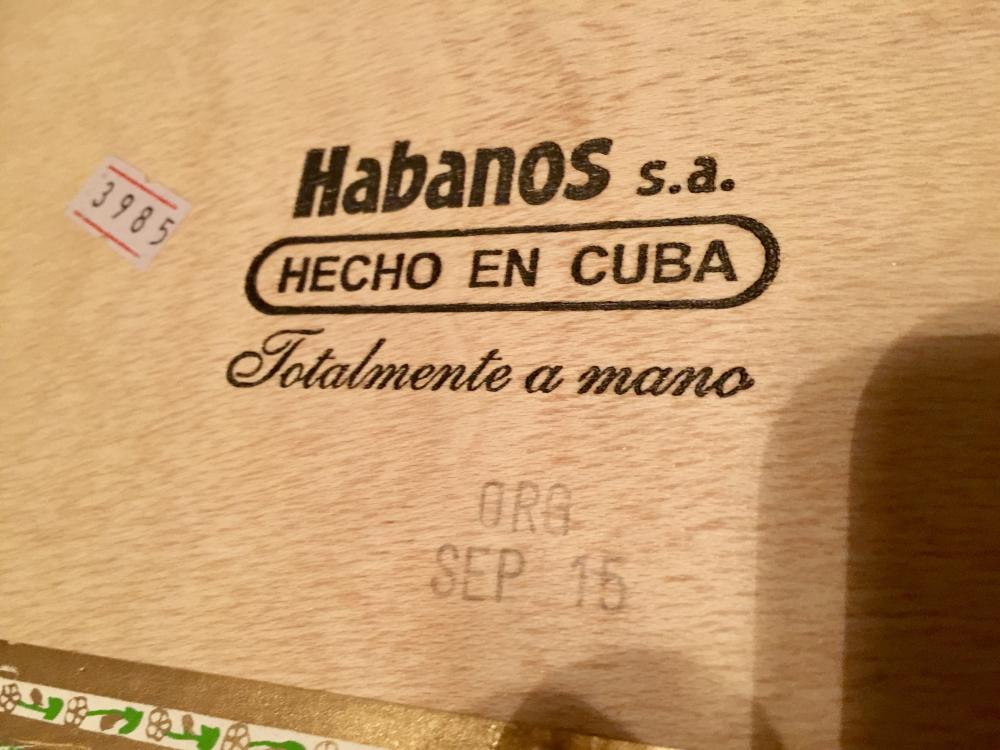 3985
Habanos s.a.
HECHO EN CUBA
Totalmente a mano
ORG
SEP 15